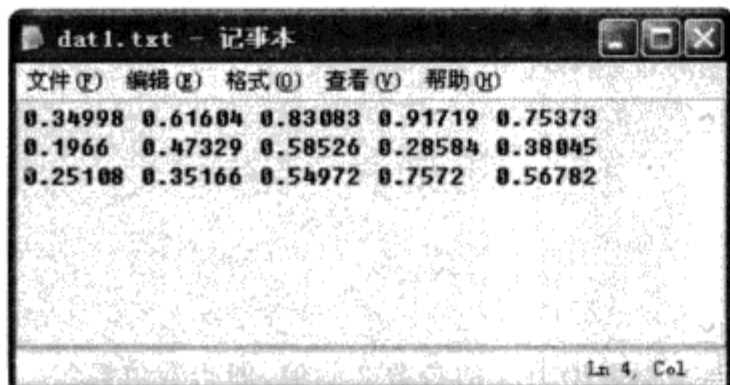 dat1.txt - 记事本
文件(F) 编辑(E) 格式(O) 查看(V) 帮助(H)
0.34998 0.61604 0.83083 0.91719 0.75373
0.1966 0.47329 0.58526 0.28584 0.38045
0.25108 0.35166 0.54972 0.7572 0.56782
Ln 4, Col